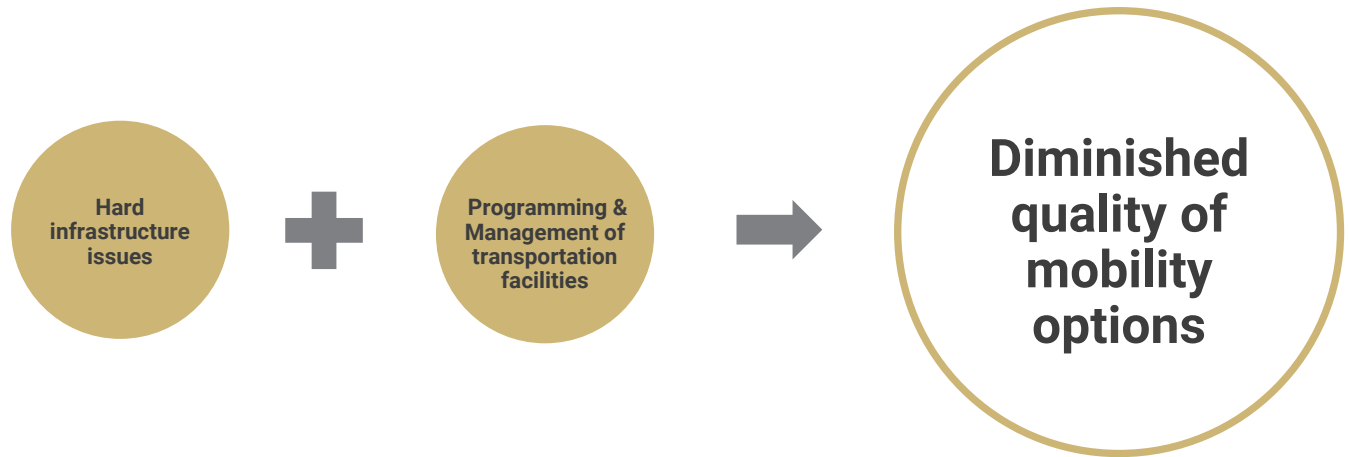 Hard
infrastructure
issues
Programming &
Management of
transportation
facilities
Diminished
quality of
mobility
options